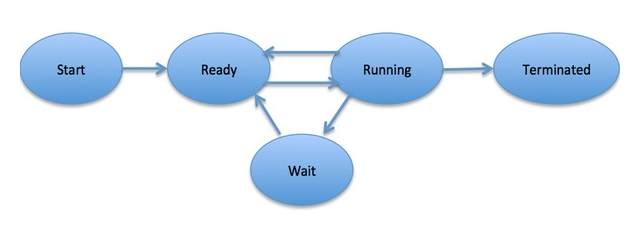 Start
Ready
Running
Terminated
Wait